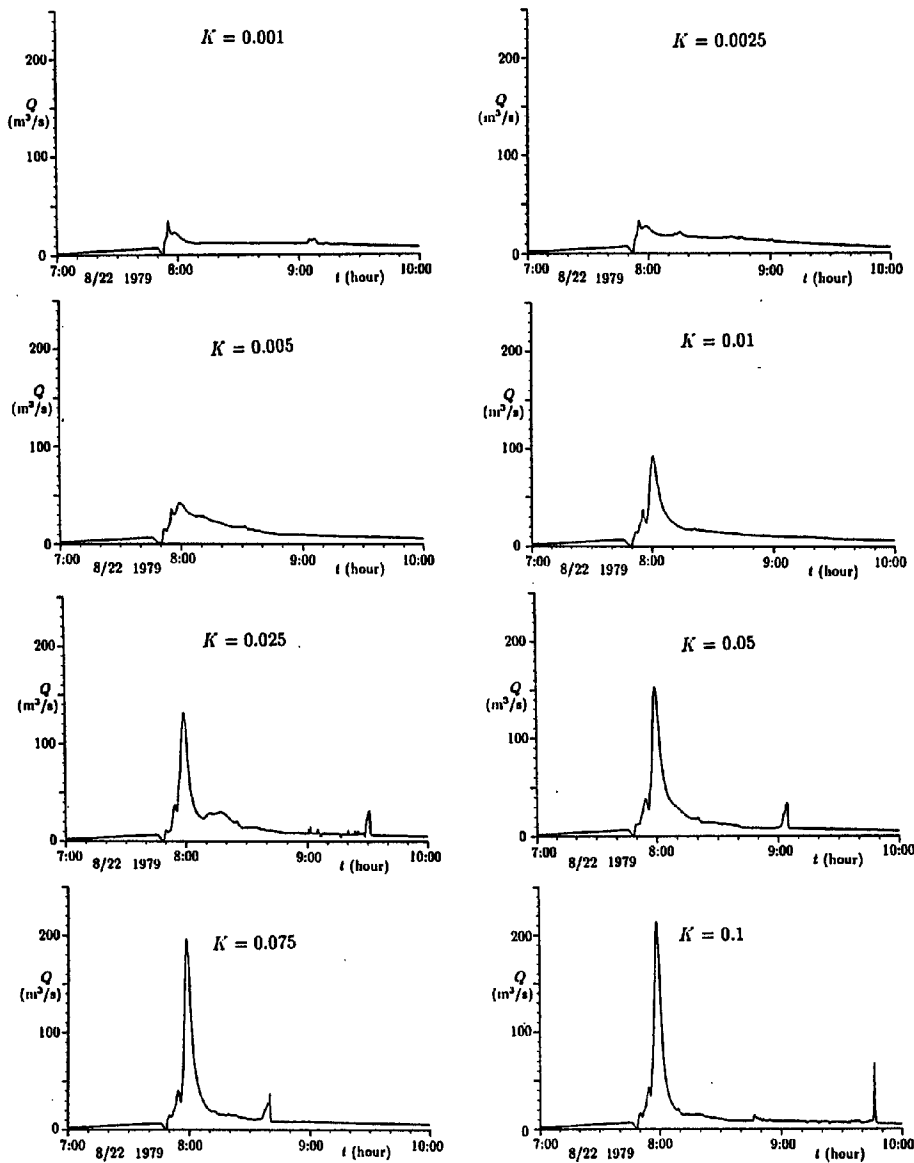 K = 0.001
200
Q
(m³/s)
100
0
7:00 8:00 9:00 10:00
8/22 1979 t (hour)
K = 0.0025
200
Q
(m³/s)
100
0
7:00 8:00 9:00 10:00
8/22 1979 t (hour)
K = 0.005
200
Q
(m³/s)
100
0
7:00 8:00 9:00 10:00
8/22 1979 t (hour)
K = 0.01
200
Q
(m³/s)
100
0
7:00 8:00 9:00 10:00
8/22 1979 t (hour)
K = 0.025
200
Q
(m³/s)
100
0
7:00 8:00 9:00 10:00
8/22 1979 t (hour)
K = 0.05
200
Q
(m³/s)
100
0
7:00 8:00 9:00 10:00
8/22 1979 t (hour)
K = 0.075
200
Q
(m³/s)
100
0
7:00 8:00 9:00 10:00
8/22 1979 t (hour)
K = 0.1
200
Q
(m³/s)
100
0
7:00 8:00 9:00 10:00
8/22 1979 t (hour)